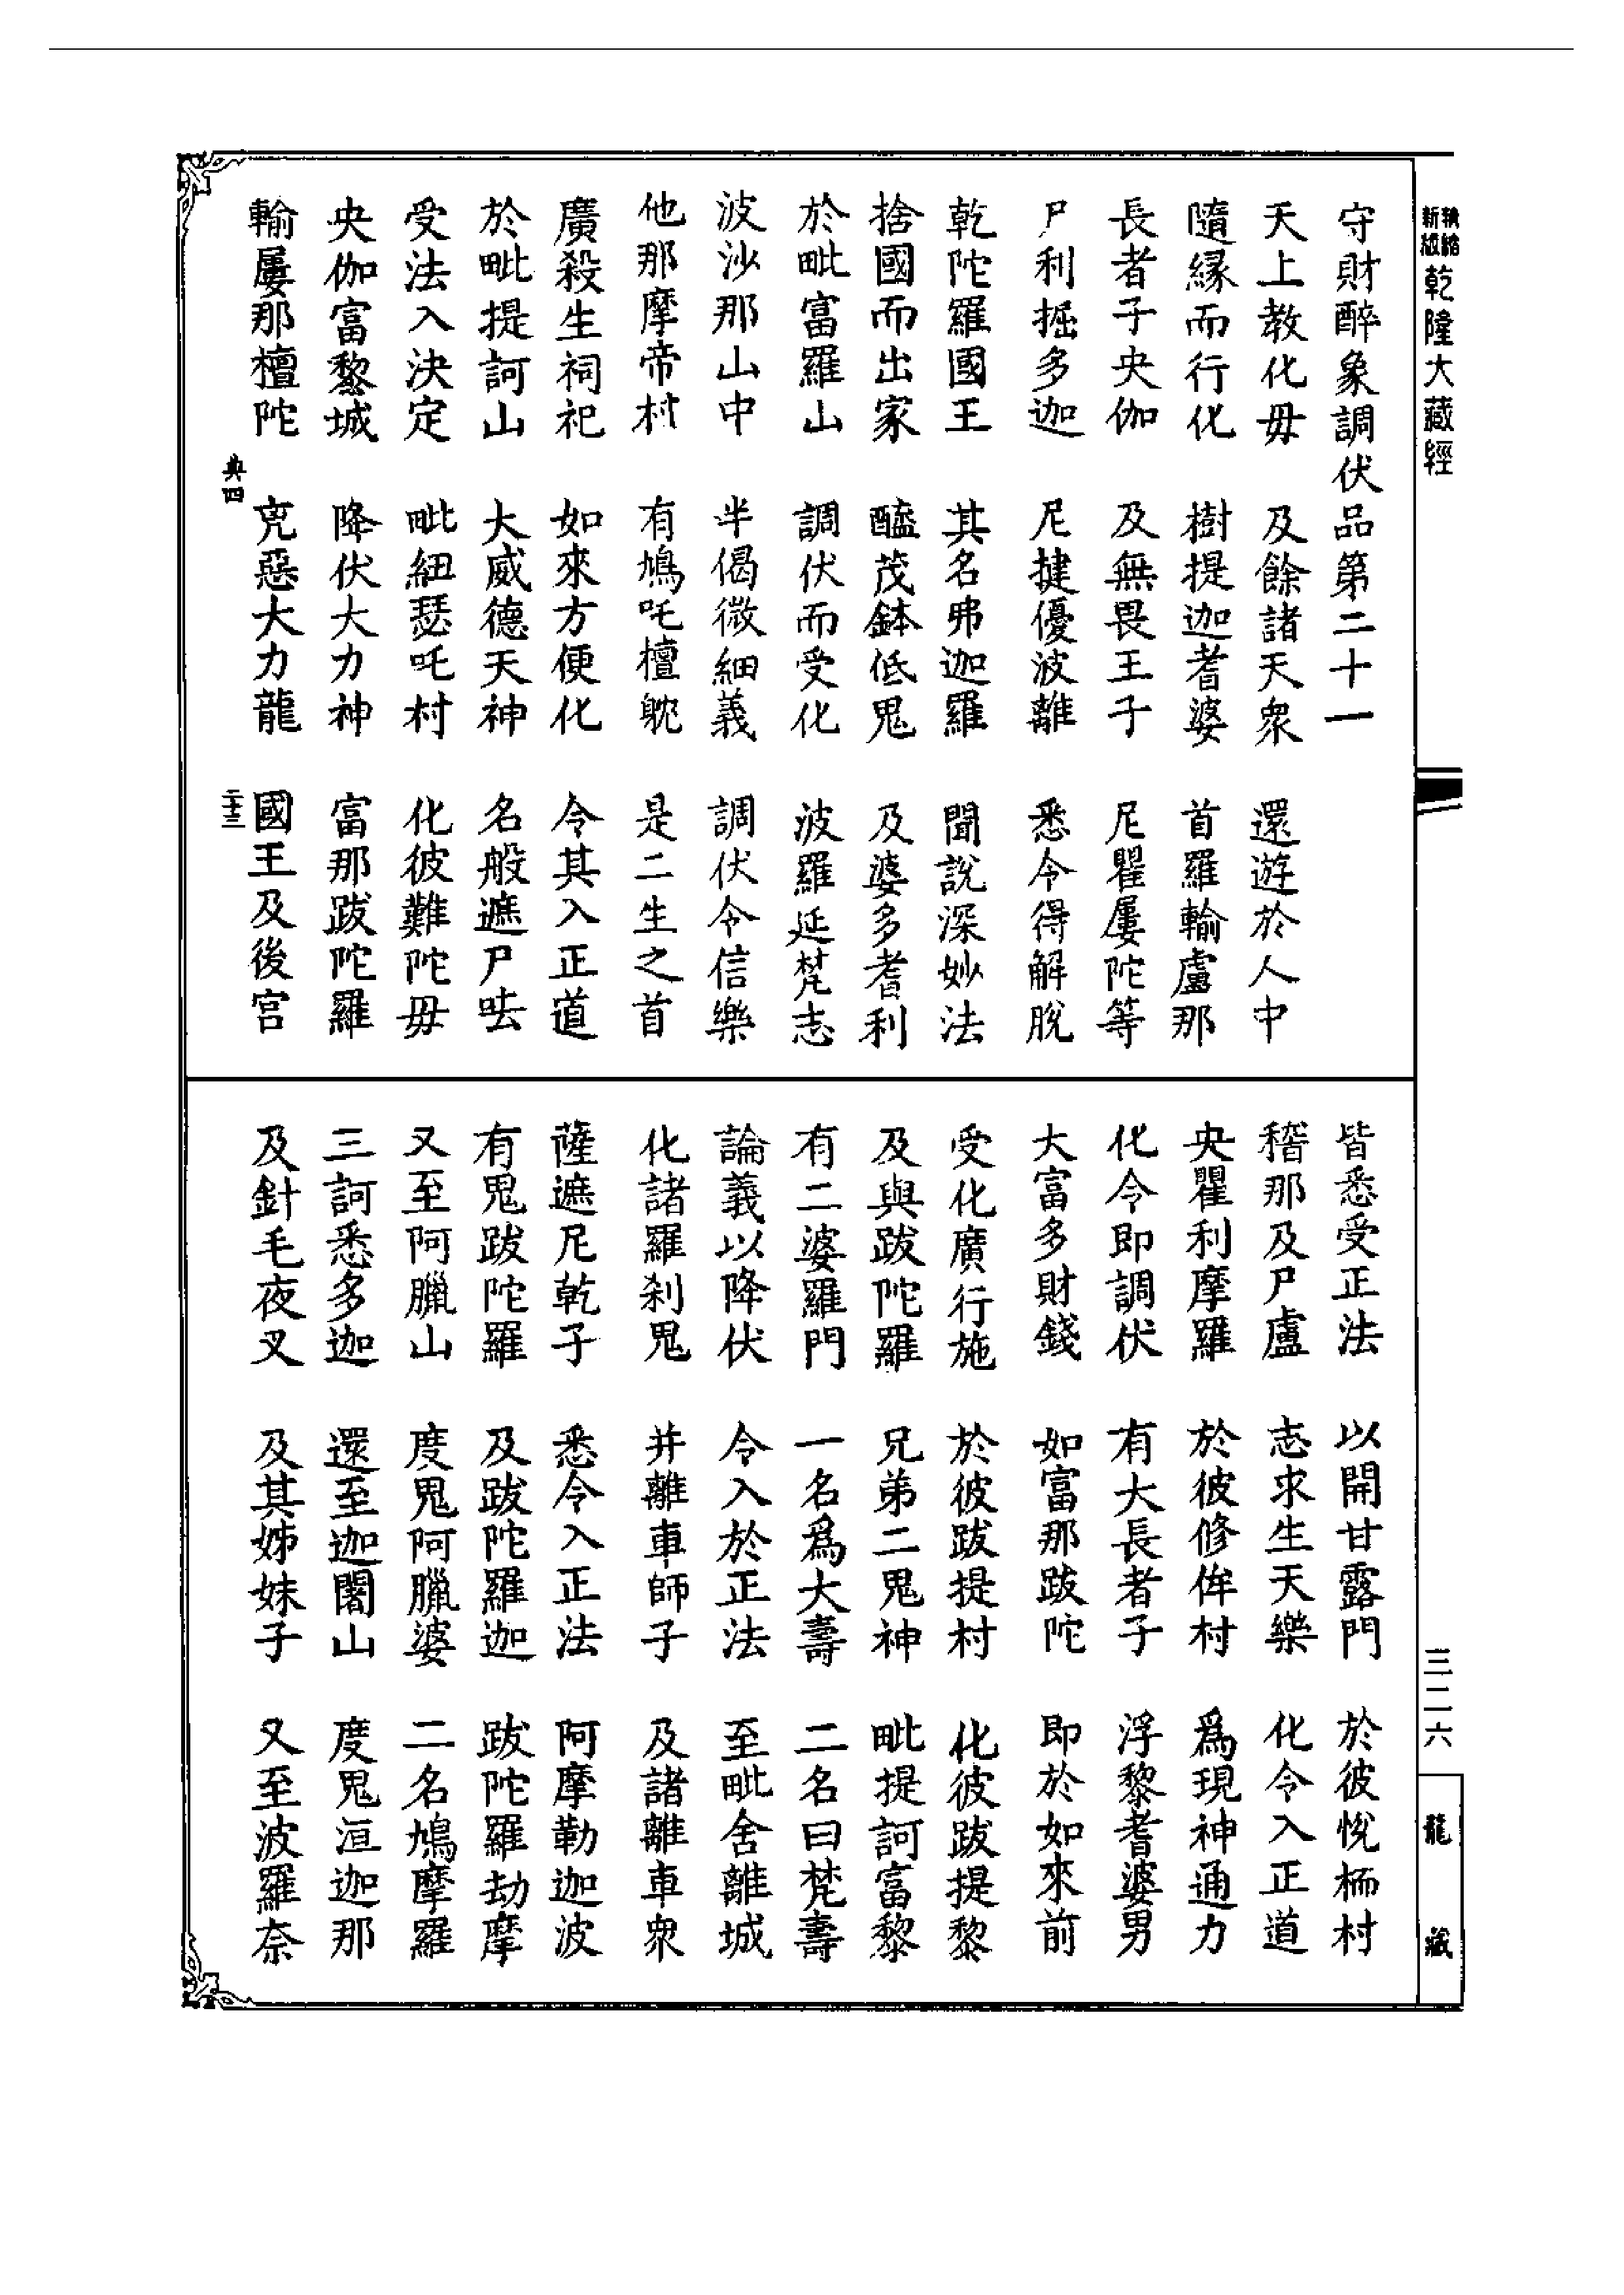 新執
版縮
乾隆大藏經
守財醉象調伏品第二十一
天上教化毋　及餘諸天衆　還遊於人中
隨緣而行化　樹提迦耆婆　首羅輸盧那
長者子央伽　及無畏王子　尼瞿屢陀等
尸利掘多迦　尼揵優波離　悉令得解脫
乾陀羅國王　其名弗迦羅　聞說深妙法
捨國而出家　醯茂鉢低鬼　及婆多耆利
於毗富羅山　調伏而受化　波羅延梵志
波沙那山中　半偈微細義　調伏令信樂
他那摩帝村　有鳩吒檀躭　是二生之首
廣殺生祠祀　如來方便化　令其入正道
於毗提訶山　大威德天神　名般遮尸呿
受法入決定　毗紐瑟吒村　化彼難陀毋
央伽富黎城　降伏大力神　富那跋陀羅
輸屢那檀陀　兇惡大力龍　國王及後宮
典四　二十三
皆悉受正法　以開甘露門　於彼悅𣔻村
稽那及尸盧　志求生天樂　化令入正道
央瞿利摩羅　於彼修侔村　爲現神通力
化令即調伏　有大長者子　浮黎耆婆男
大富多財錢　如富那跋陀　即於如來前
受化廣行施　於彼跋提村　化彼跋提黎
及與跋陀羅　兄弟二鬼神　毗提訶富黎
有二婆羅門　一名爲大壽　二名曰梵壽
論義以降伏　令入於正法　至毗舍離城
化諸羅刹鬼　并離車師子　及諸離車衆
薩遮尼乾子　悉令入正法　阿摩勒迦波
有鬼跋陀羅　及跋陀羅迦　跋陀羅劫摩
又至阿臘山　度鬼阿臘婆　二名鳩摩羅
三訶悉多迦　還至迦闍山　度鬼洹迦那
及針毛夜叉　及其姊妹子　又至波羅奈
三二六
龍藏